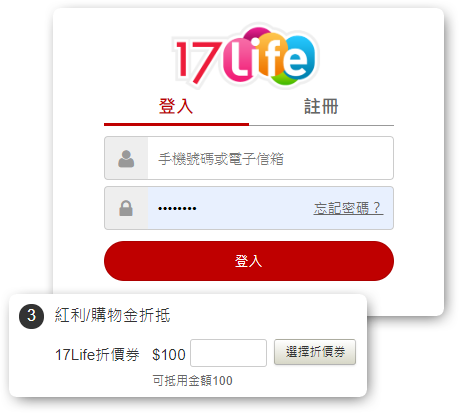 17Life
登入 註冊
手機號碼或電子信箱
•••••••• 忘記密碼？
登入
3 紅利/購物金折抵
17Life折價券 $100 選擇折價券
可抵用金額100